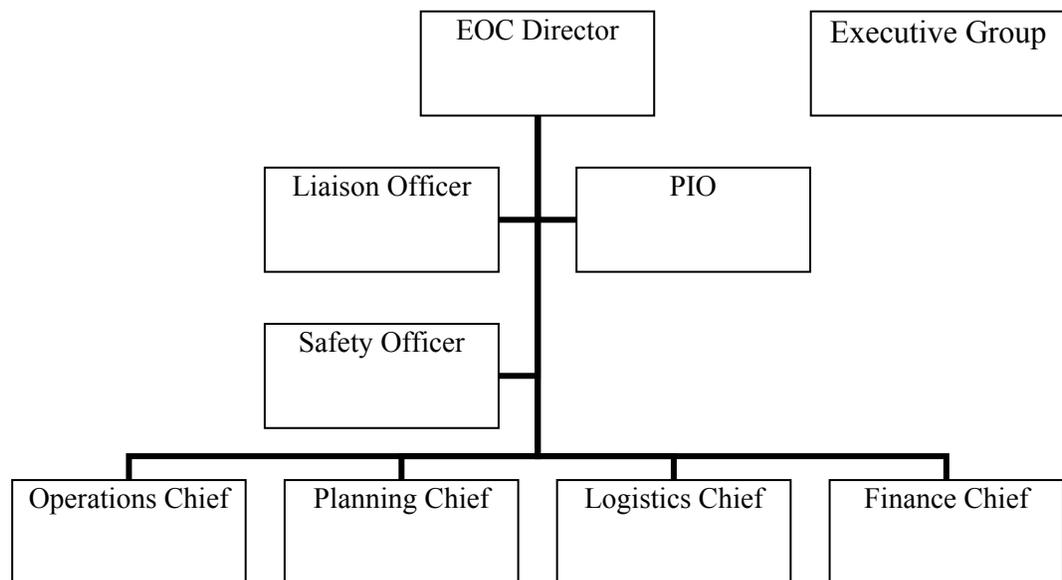 EOC Director
Executive Group
Liaison Officer
PIO
Safety Officer
Operations Chief
Planning Chief
Logistics Chief
Finance Chief